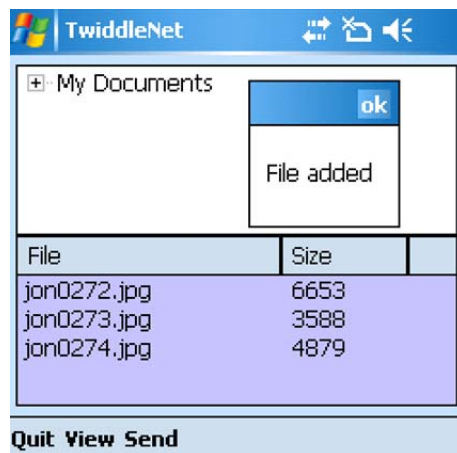 TwiddleNet
My Documents
ok
File added
File Size
jon0272.jpg 6653
jon0273.jpg 3588
jon0274.jpg 4879
Quit View Send